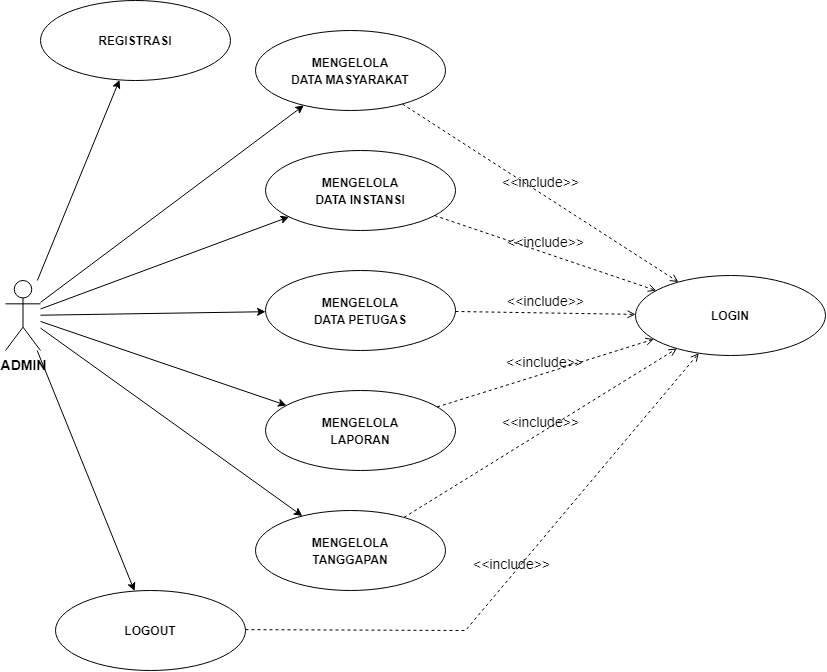 REGISTRASI
MENGELOLA
DATA MASYARAKAT
<<include>>
MENGELOLA
DATA INSTANSI
<<include>>
MENGELOLA
DATA PETUGAS
<<include>>
LOGIN
ADMIN
<<include>>
MENGELOLA
LAPORAN
<<include>>
MENGELOLA
TANGGAPAN
<<include>>
LOGOUT